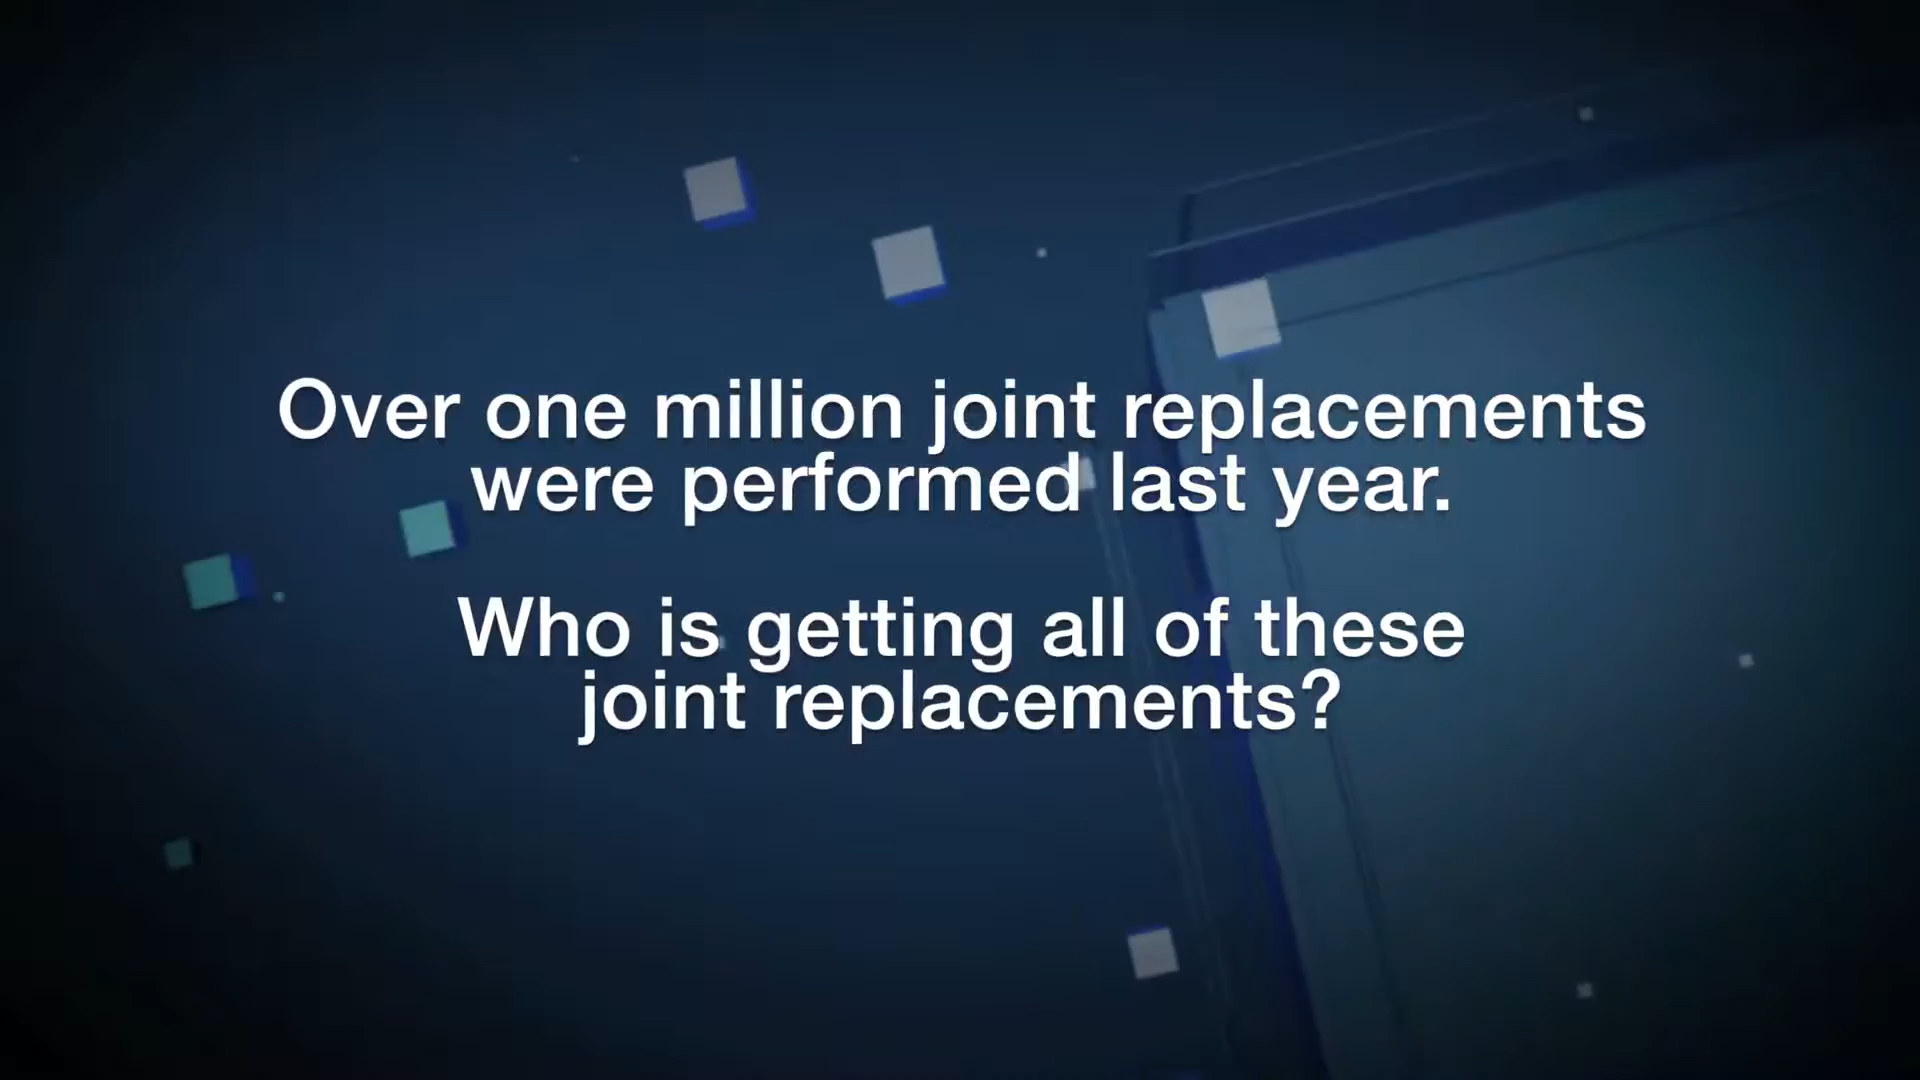 Over one million joint replacements
were performed last year.
Who is getting all of these
joint replacements?